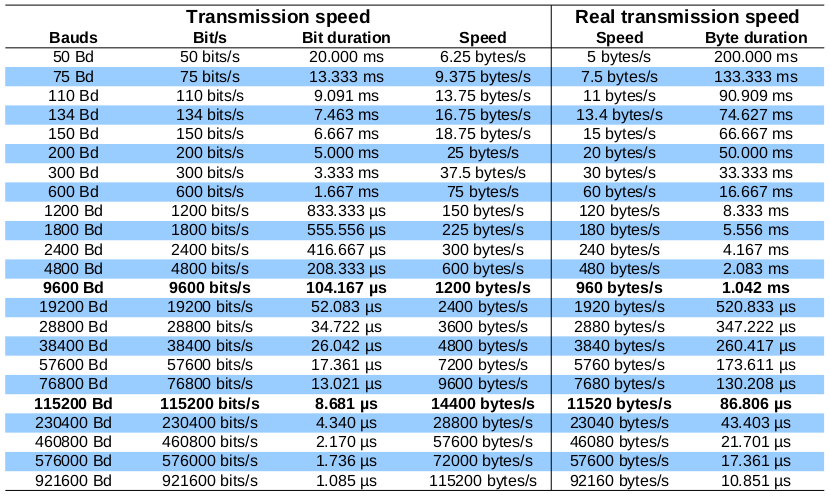 Transmission speed Real transmission speed
Bauds Bit/s Bit duration Speed Speed Byte duration
50 Bd 50 bits/s 20.000 ms 6.25 bytes/s 5 bytes/s 200.000 ms
75 Bd 75 bits/s 13.333 ms 9.375 bytes/s 7.5 bytes/s 133.333 ms
110 Bd 110 bits/s 9.091 ms 13.75 bytes/s 11 bytes/s 90.909 ms
134 Bd 134 bits/s 7.463 ms 16.75 bytes/s 13.4 bytes/s 74.627 ms
150 Bd 150 bits/s 6.667 ms 18.75 bytes/s 15 bytes/s 66.667 ms
200 Bd 200 bits/s 5.000 ms 25 bytes/s 20 bytes/s 50.000 ms
300 Bd 300 bits/s 3.333 ms 37.5 bytes/s 30 bytes/s 33.333 ms
600 Bd 600 bits/s 1.667 ms 75 bytes/s 60 bytes/s 16.667 ms
1200 Bd 1200 bits/s 833.333 µs 150 bytes/s 120 bytes/s 8.333 ms
1800 Bd 1800 bits/s 555.556 µs 225 bytes/s 180 bytes/s 5.556 ms
2400 Bd 2400 bits/s 416.667 µs 300 bytes/s 240 bytes/s 4.167 ms
4800 Bd 4800 bits/s 208.333 µs 600 bytes/s 480 bytes/s 2.083 ms
9600 Bd 9600 bits/s 104.167 µs 1200 bytes/s 960 bytes/s 1.042 ms
19200 Bd 19200 bits/s 52.083 µs 2400 bytes/s 1920 bytes/s 520.833 µs
28800 Bd 28800 bits/s 34.722 µs 3600 bytes/s 2880 bytes/s 347.222 µs
38400 Bd 38400 bits/s 26.042 µs 4800 bytes/s 3840 bytes/s 260.417 µs
57600 Bd 57600 bits/s 17.361 µs 7200 bytes/s 5760 bytes/s 173.611 µs
76800 Bd 76800 bits/s 13.021 µs 9600 bytes/s 7680 bytes/s 130.208 µs
115200 Bd 115200 bits/s 8.681 µs 14400 bytes/s 11520 bytes/s 86.806 µs
230400 Bd 230400 bits/s 4.340 µs 28800 bytes/s 23040 bytes/s 43.403 µs
460800 Bd 460800 bits/s 2.170 µs 57600 bytes/s 46080 bytes/s 21.701 µs
576000 Bd 576000 bits/s 1.736 µs 72000 bytes/s 57600 bytes/s 17.361 µs
921600 Bd 921600 bits/s 1.085 µs 115200 bytes/s 92160 bytes/s 10.851 µs